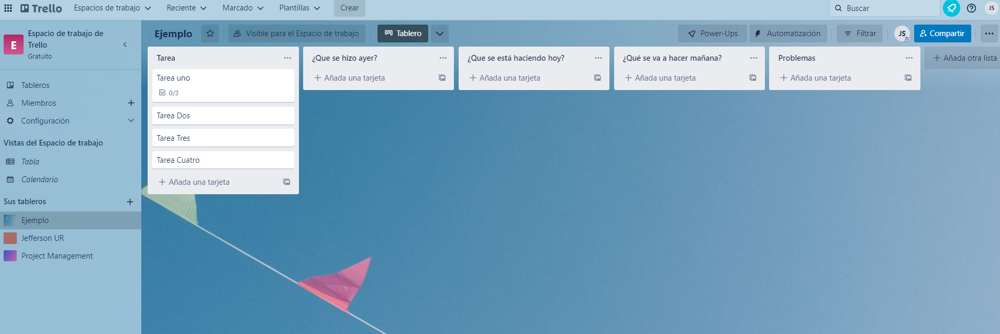 Trello
Espacios de trabajo
Reciente
Marcado
Plantillas
Crear
Buscar
JS
E
Espacio de trabajo de
Trello
Gratuito
Tableros
Miembros
Configuración
Vistas del Espacio de trabajo
Tabla
Calendario
Sus tableros
Ejemplo
Jefferson UR
Project Management
Ejemplo
Visible para el Espacio de trabajo
Tablero
Power-Ups
Automatización
Filtrar
JS
Compartir
Tarea
Tarea uno
0/3
Tarea Dos
Tarea Tres
Tarea Cuatro
Añada una tarjeta
¿Que se hizo ayer?
Añada una tarjeta
¿Que se está haciendo hoy?
Añada una tarjeta
¿Qué se va a hacer mañana?
Añada una tarjeta
Problemas
Añada una tarjeta
Añada otra lista